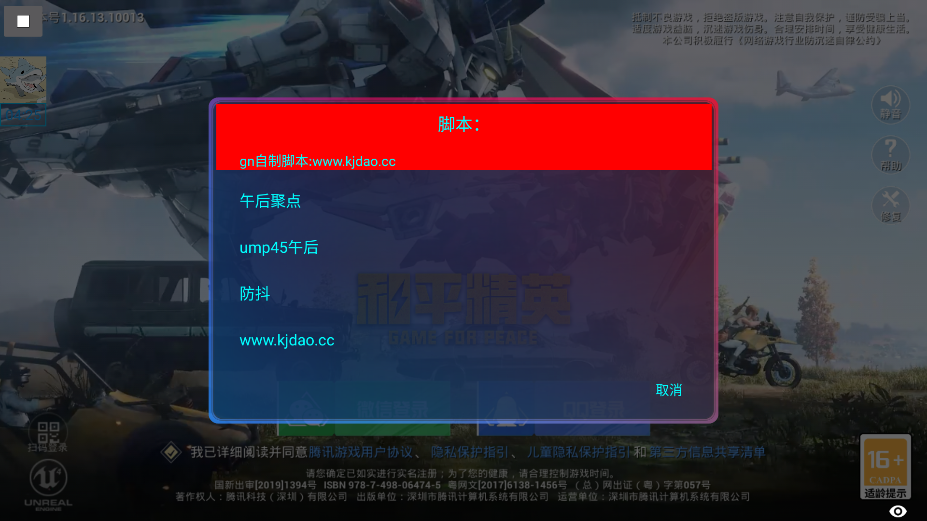 号1.16.13.10013
抵制不良游戏，拒绝盗版游戏。注意自我保护，谨防受骗上当。
适度游戏益脑，沉迷游戏伤身。合理安排时间，享受健康生活。
本公司积极履行《网络游戏行业防沉迷自律公约》
脚本：
gn自制脚本:www.kjdao.cc
静音
午后聚点
帮助
修复
ump45午后
防抖
和平精英
GAME FOR PEACE
www.kjdao.cc
取消
扫码登录
我已详细阅读并同意腾讯游戏用户协议、隐私保护指引、儿童隐私保护指引和第三方信息共享清单
16+
CADPA
适龄提示
请您确定已如实进行实名注册；为了您的健康，请合理控制游戏时间。
国新出审[2019]1394号 ISBN 978-7-498-06474-5 粤网文[2017]6138-1456号 （总）网出证（粤）字第057号
著作权人：腾讯科技（深圳）有限公司 出版单位：深圳市腾讯计算机系统有限公司 运营单位：深圳市腾讯计算机系统有限公司
UNREAL
ENGINE